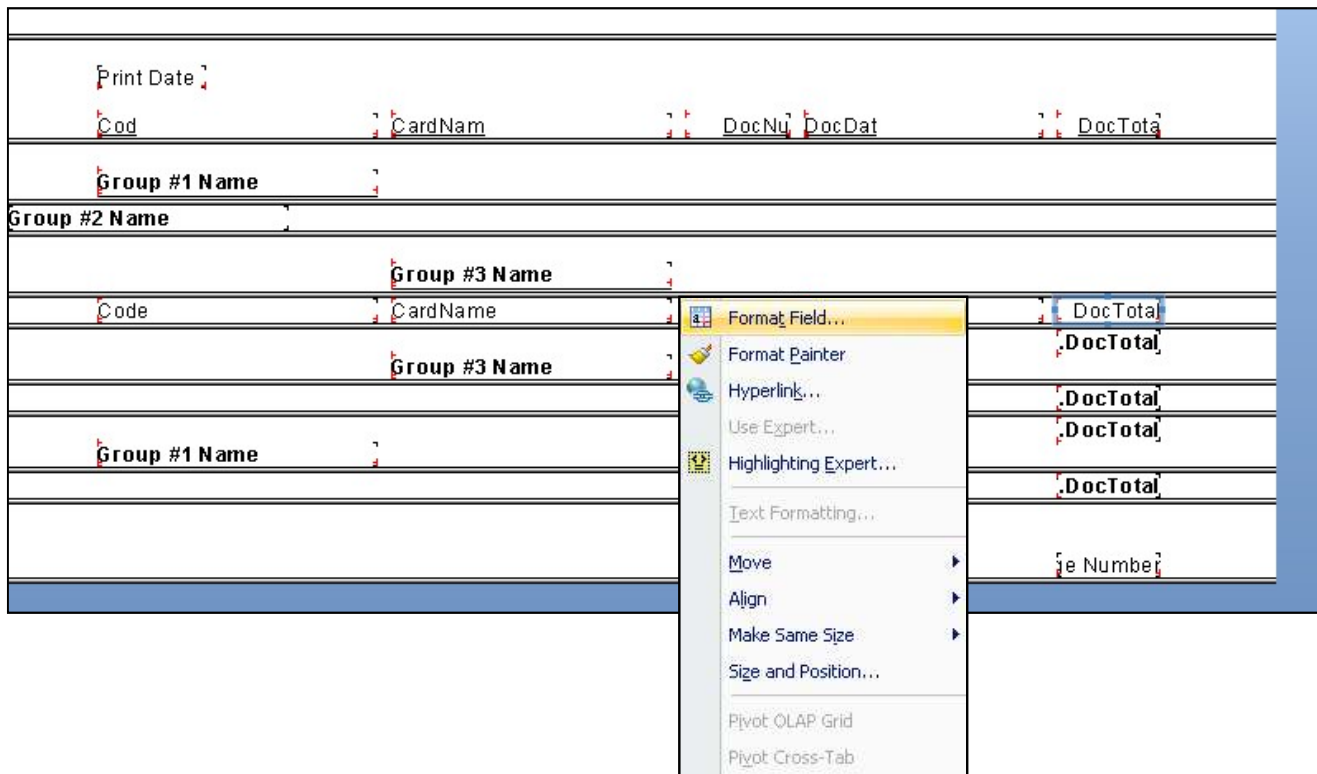 Print Date
Cod CardNam DocNu DocDat DocTota
Group #1 Name
Group #2 Name
Group #3 Name
Code CardName DocTotal
.DocTotal
Group #3 Name
.DocTotal
.DocTotal
Group #1 Name
.DocTotal
je Number
Format Field...
Format Painter
Hyperlink...
Use Expert...
Highlighting Expert...
Text Formatting...
Move
Align
Make Same Size
Size and Position...
Pivot OLAP Grid
Pivot Cross-Tab